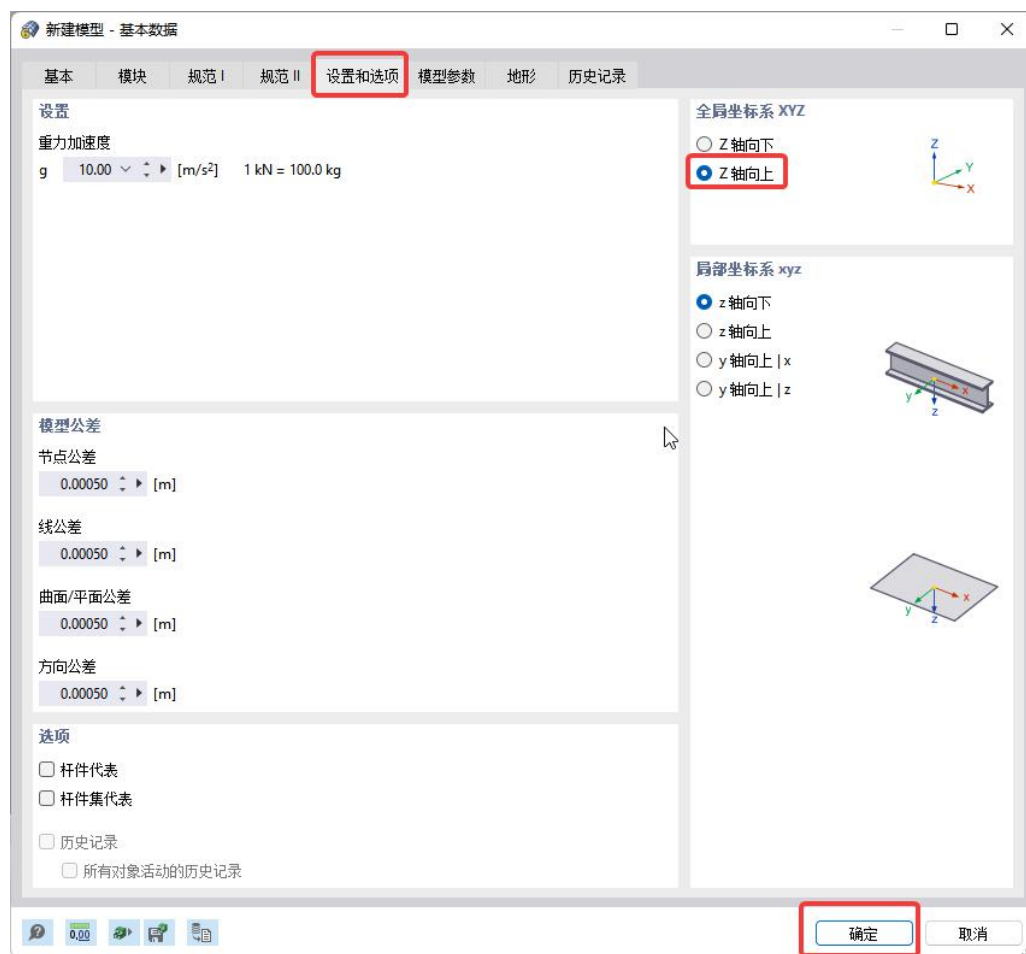 新建模型 - 基本数据
基本 模块 规范 I 规范 II 设置和选项 模型参数 地形 历史记录
设置
重力加速度
g 10.00 [m/s²] 1 kN = 100.0 kg
全局坐标系 XYZ
Z 轴向下
Z 轴向上
Z
Y
X
局部坐标系 xyz
z 轴向下
z 轴向上
y 轴向上 | x
y 轴向上 | z
y x
z
模型公差
节点公差
0.00050 [m]
线公差
0.00050 [m]
曲面/平面公差
0.00050 [m]
方向公差
0.00050 [m]
y x
z
选项
杆件代表
杆件集代表
历史记录
所有对象活动的历史记录
0,00
确定 取消